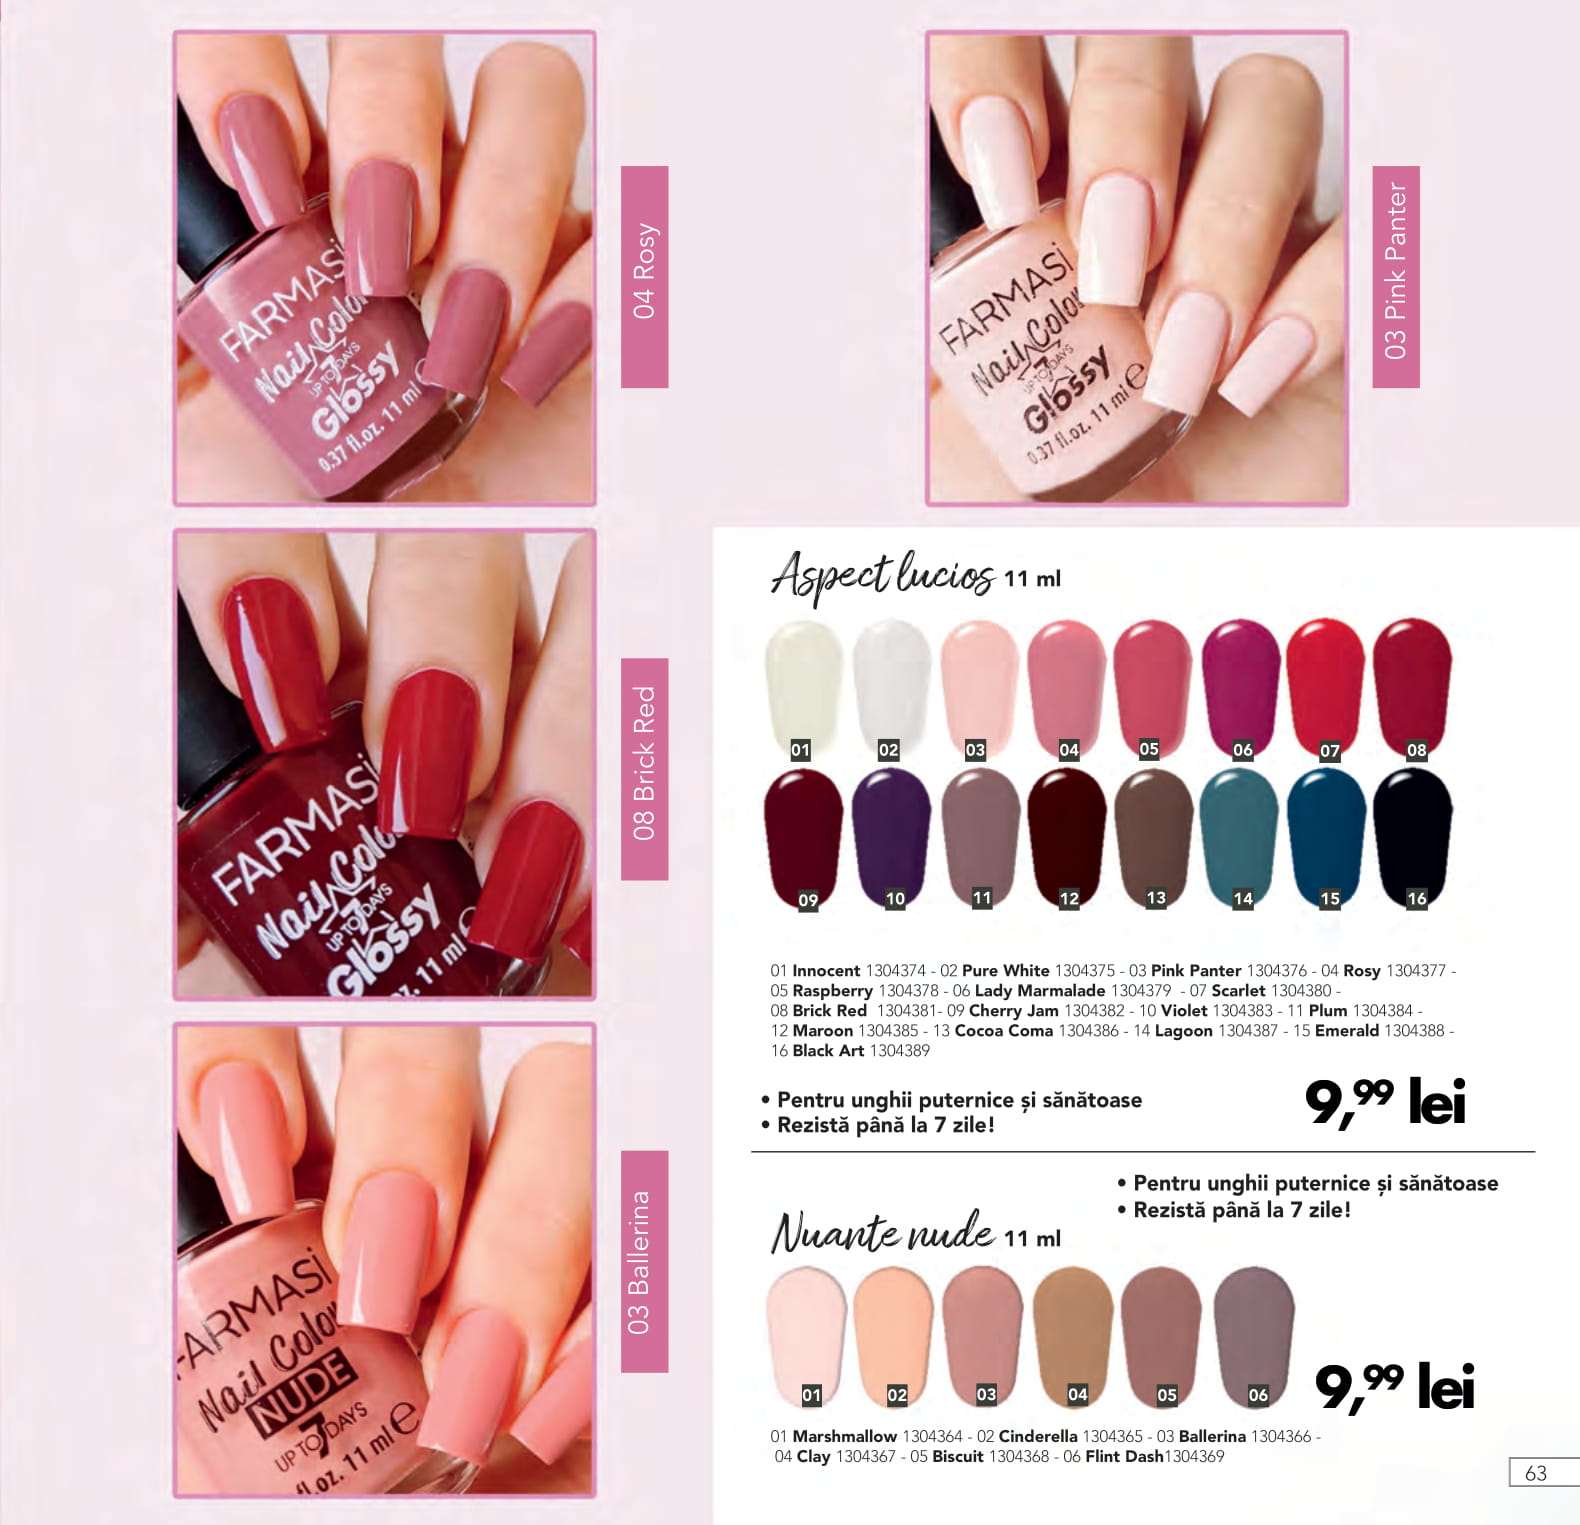 FARMASi
Nail Color
UP TO 7 DAYS
Glossy
0.37 fl.oz. 11 ml ℮
04 Rosy
FARMASi
Nail Colo
UP TO 7 DAYS
Glossy
0.37 fl.oz. 11 ml ℮
03 Pink Panter
FARMASi
Nail Colo
UP TO 7 DAYS
Glossy
11 ml
08 Brick Red
FARMASi
Nail Colo
NUDE
UP TO 7 DAYS
fl.oz. 11 ml ℮
03 Ballerina
Aspect lucios 11 ml
01 02 03 04 05 06 07 08
09 10 11 12 13 14 15 16
01 Innocent 1304374 - 02 Pure White 1304375 - 03 Pink Panter 1304376 - 04 Rosy 1304377 -
05 Raspberry 1304378 - 06 Lady Marmalade 1304379 - 07 Scarlet 1304380 -
08 Brick Red 1304381- 09 Cherry Jam 1304382 - 10 Violet 1304383 - 11 Plum 1304384 -
12 Maroon 1304385 - 13 Cocoa Coma 1304386 - 14 Lagoon 1304387 - 15 Emerald 1304388 -
16 Black Art 1304389
• Pentru unghii puternice și sănătoase
• Rezistă până la 7 zile!
9,99 lei
• Pentru unghii puternice și sănătoase
• Rezistă până la 7 zile!
Nuante nude 11 ml
01 02 03 04 05 06
9,99 lei
01 Marshmallow 1304364 - 02 Cinderella 1304365 - 03 Ballerina 1304366 -
04 Clay 1304367 - 05 Biscuit 1304368 - 06 Flint Dash1304369
63